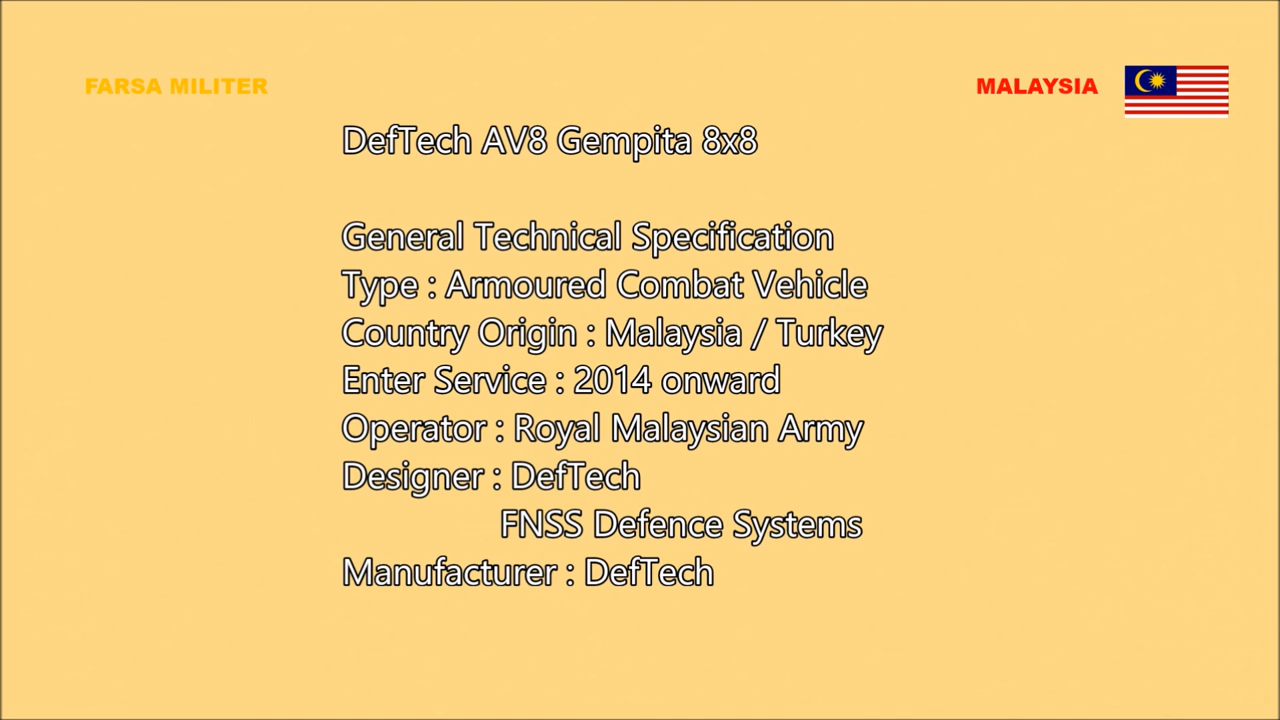 FARSA MILITER
MALAYSIA
DefTech AV8 Gempita 8x8
General Technical Specification
Type : Armoured Combat Vehicle
Country Origin : Malaysia / Turkey
Enter Service : 2014 onward
Operator : Royal Malaysian Army
Designer : DefTech
FNSS Defence Systems
Manufacturer : DefTech